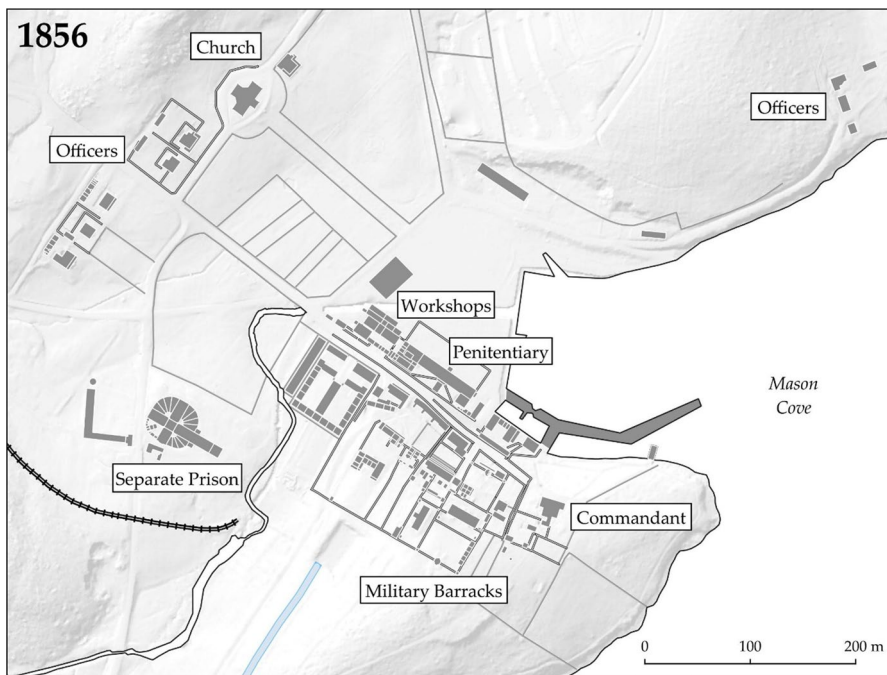 1856
Church
Officers
Officers
Workshops
Penitentiary
Mason
Cove
Separate Prison
Commandant
Military Barracks
0 100 200 m